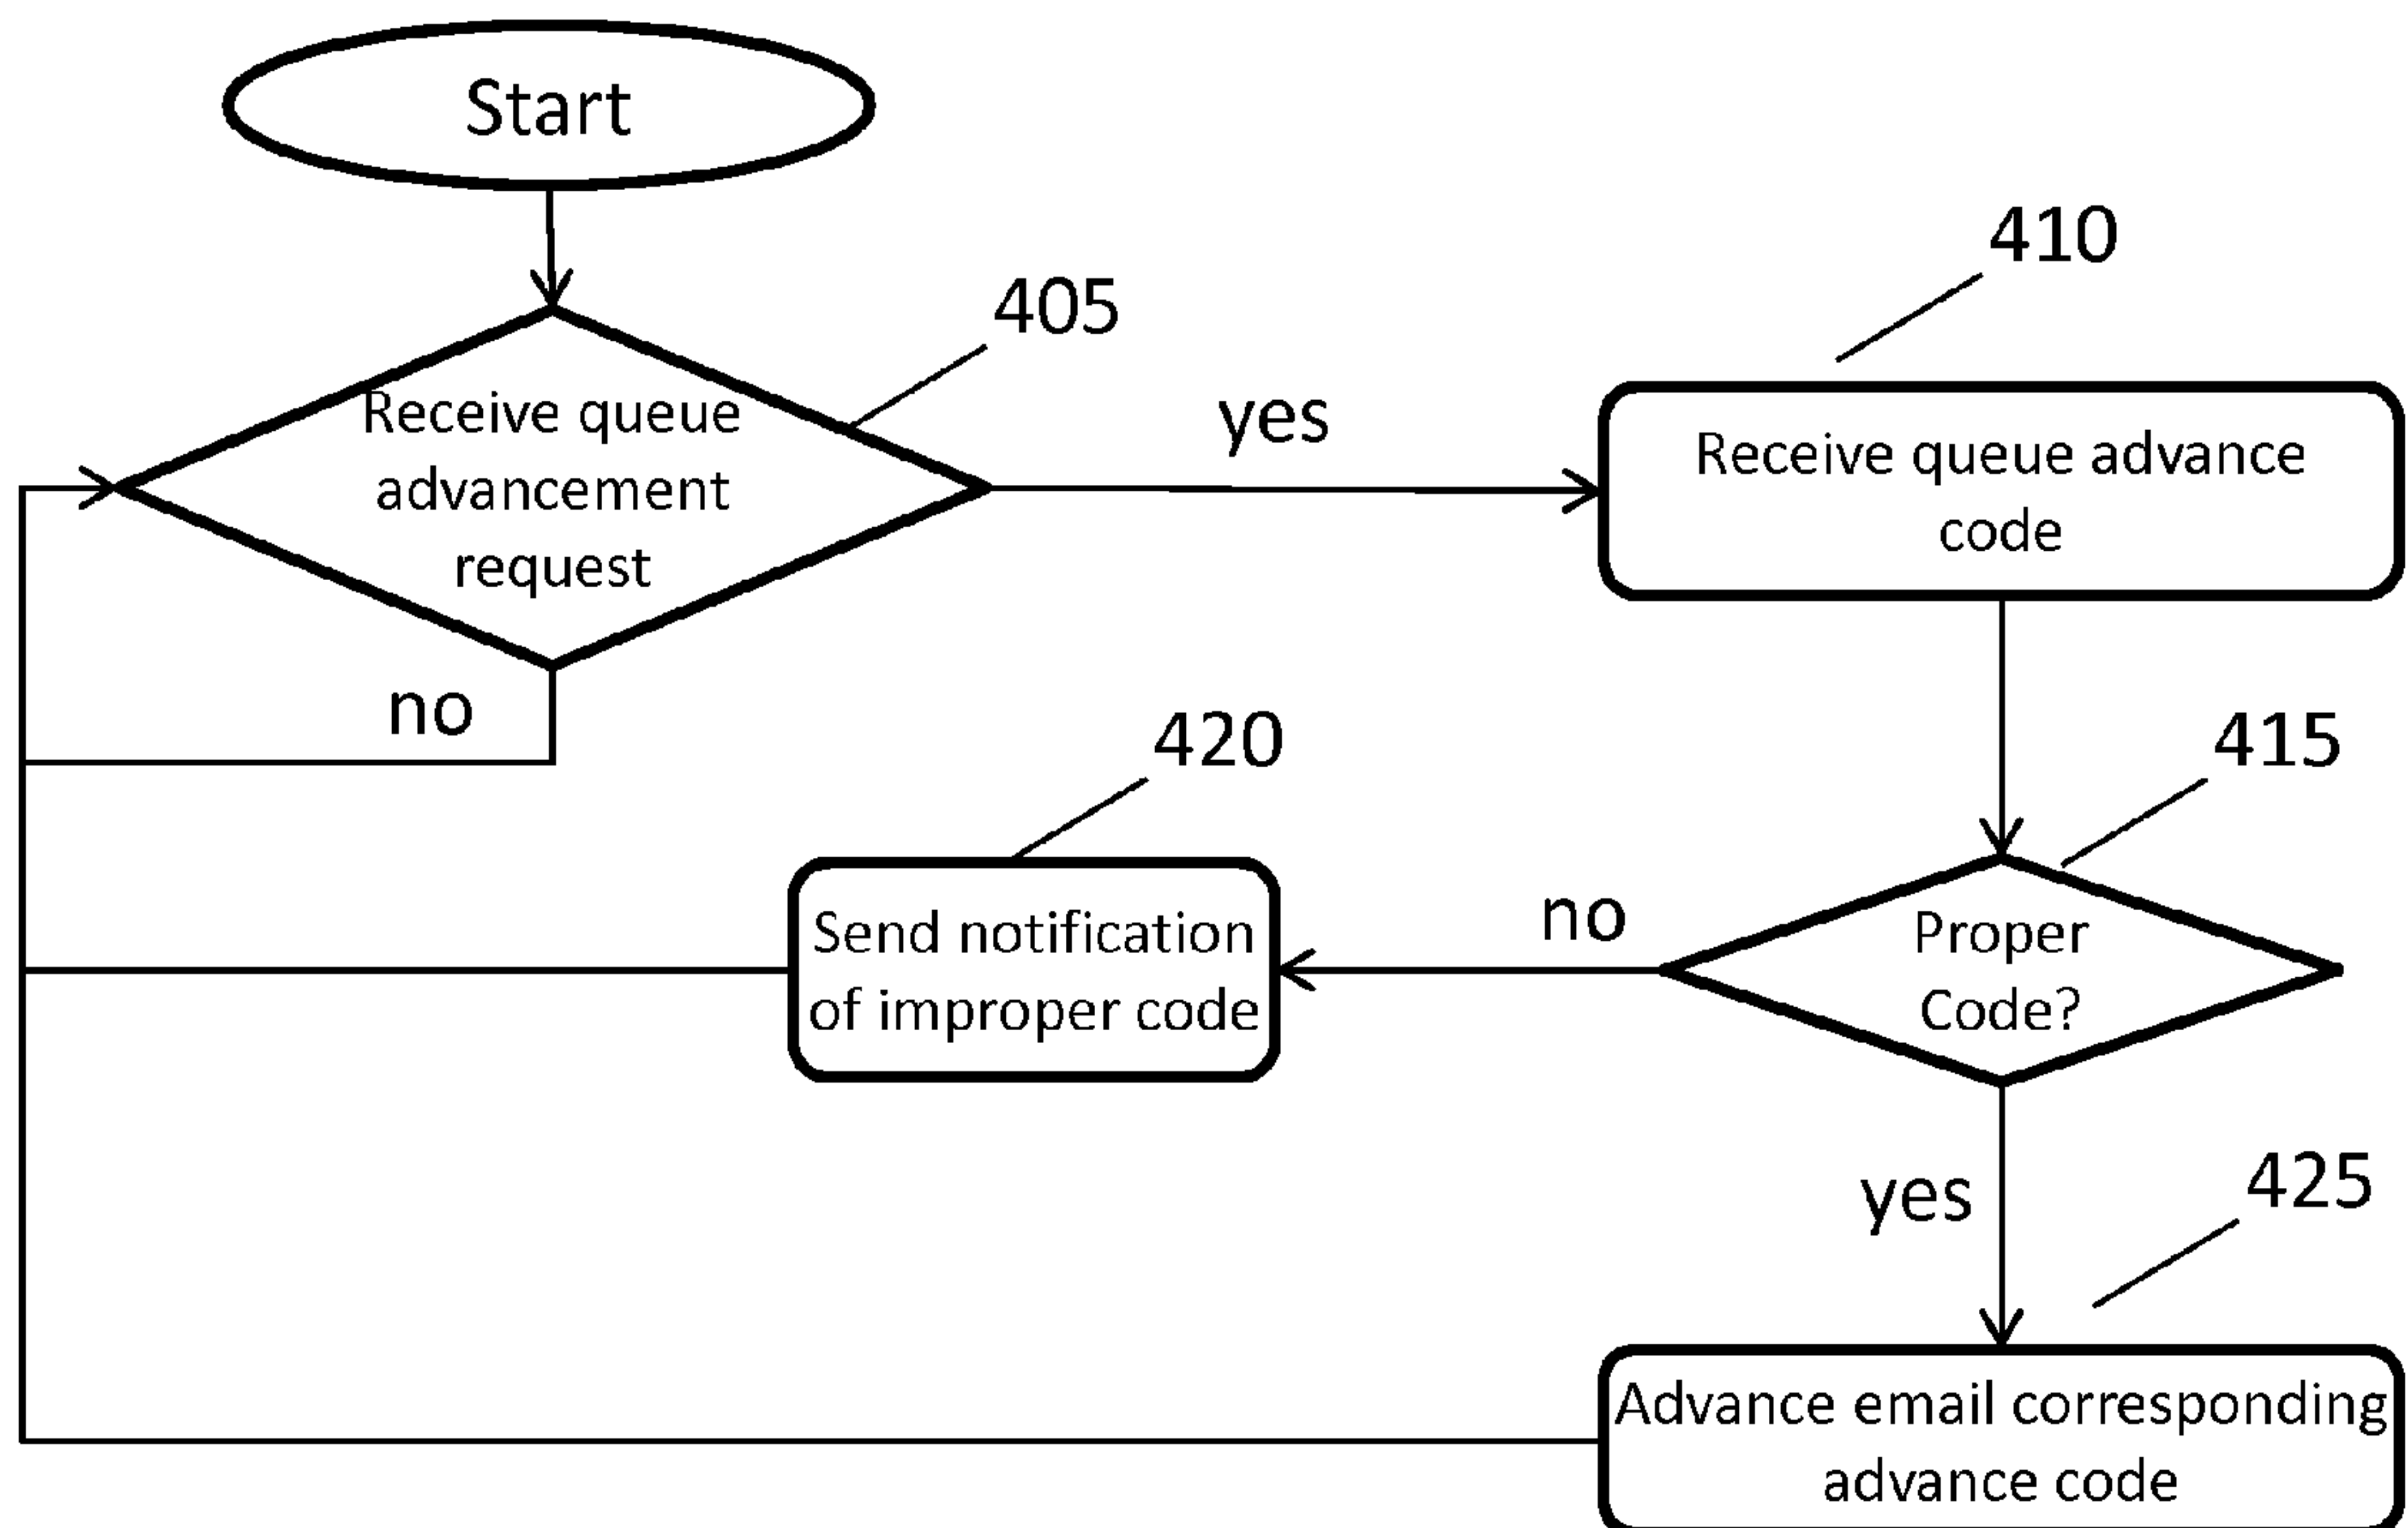 Start
405
410
Receive queue
advancement
request
yes
Receive queue advance
code
no
420
415
Send notification
of improper code
no
Proper
Code?
yes
425
Advance email corresponding
advance code